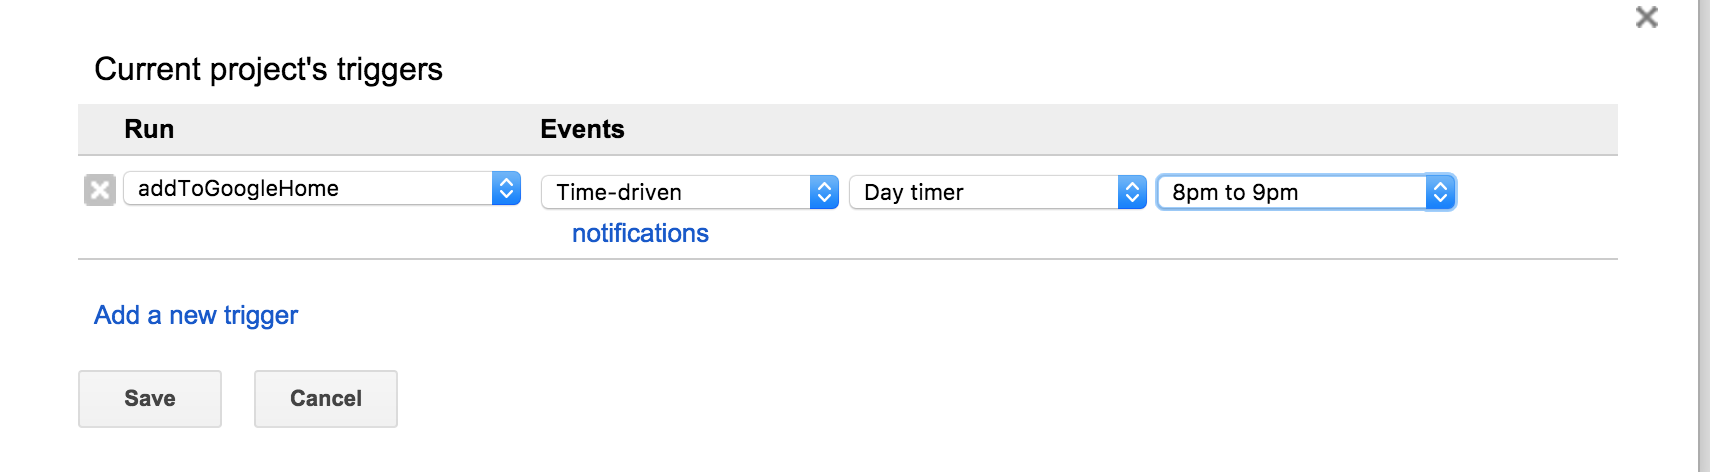 Current project's triggers
Run Events
addToGoogleHome Time-driven Day timer 8pm to 9pm
notifications
Add a new trigger
Save Cancel